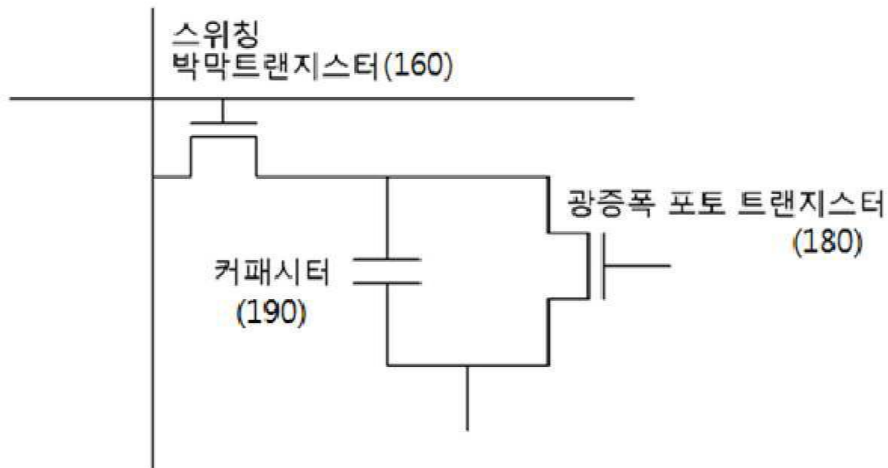 스위칭
박막트랜지스터(160)
광증폭 포토 트랜지스터
(180)
커패시터
(190)